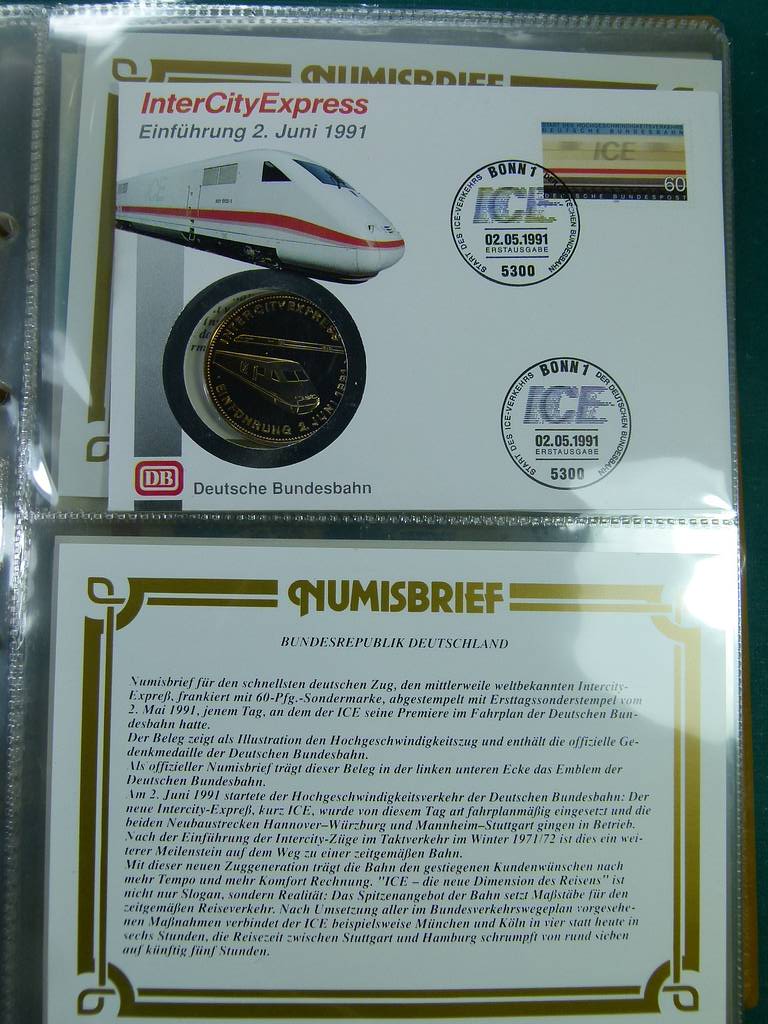 NUMISBRIEF
InterCityExpress
Einführung 2. Juni 1991
START DES HOCHGESCHWINDIGKEITSVERKEHRS
DEUTSCHE BUNDESBAHN
ICE
60
DEUTSCHE BUNDESPOST
BONN 1
START DES ICE-VERKEHRS DER DEUTSCHEN BUNDESBAHN
ICE
02.05.1991
ERSTAUSGABE
5300
ICE
INTERCITYEXPRESS
EINFÜHRUNG 2. JUNI 1991
BONN 1
START DES ICE-VERKEHRS DER DEUTSCHEN BUNDESBAHN
ICE
02.05.1991
ERSTAUSGABE
5300
DB Deutsche Bundesbahn
NUMISBRIEF
BUNDESREPUBLIK DEUTSCHLAND
Numisbrief für den schnellsten deutschen Zug, den mittlerweile weltbekannten Intercity-
Expreß, frankiert mit 60-Pfg.-Sondermarke, abgestempelt mit Ersttagssonderstempel vom
2. Mai 1991, jenem Tag, an dem der ICE seine Premiere im Fahrplan der Deutschen Bun-
desbahn hatte.
Der Beleg zeigt als Illustration den Hochgeschwindigkeitszug und enthält die offizielle Ge-
denkmedaille der Deutschen Bundesbahn.
Als offizieller Numisbrief trägt dieser Beleg in der linken unteren Ecke das Emblem der
Deutschen Bundesbahn.
Am 2. Juni 1991 startete der Hochgeschwindigkeitsverkehr der Deutschen Bundesbahn: Der
neue Intercity-Expreß, kurz ICE, wurde von diesem Tag an fahrplanmäßig eingesetzt und die
beiden Neubaustrecken Hannover–Würzburg und Mannheim–Stuttgart gingen in Betrieb.
Nach der Einführung der Intercity-Züge im Taktverkehr im Winter 1971/72 ist dies ein wei-
terer Meilenstein auf dem Weg zu einer zeitgemäßen Bahn.
Mit dieser neuen Zuggeneration trägt die Bahn den gestiegenen Kundenwünschen nach
mehr Tempo und mehr Komfort Rechnung. "ICE – die neue Dimension des Reisens" ist
nicht nur Slogan, sondern Realität: Das Spitzenangebot der Bahn setzt Maßstäbe für den
zeitgemäßen Reiseverkehr. Nach Umsetzung aller im Bundesverkehrswegeplan vorgesehe-
nen Maßnahmen verbindet der ICE beispielsweise München und Köln in vier statt heute in
sechs Stunden, die Reisezeit zwischen Stuttgart und Hamburg schrumpft von rund sieben
auf künftig fünf Stunden.